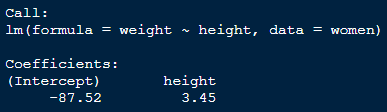 Call:
lm(formula = weight ~ height, data = women)
Coefficients:
(Intercept) height
-87.52 3.45